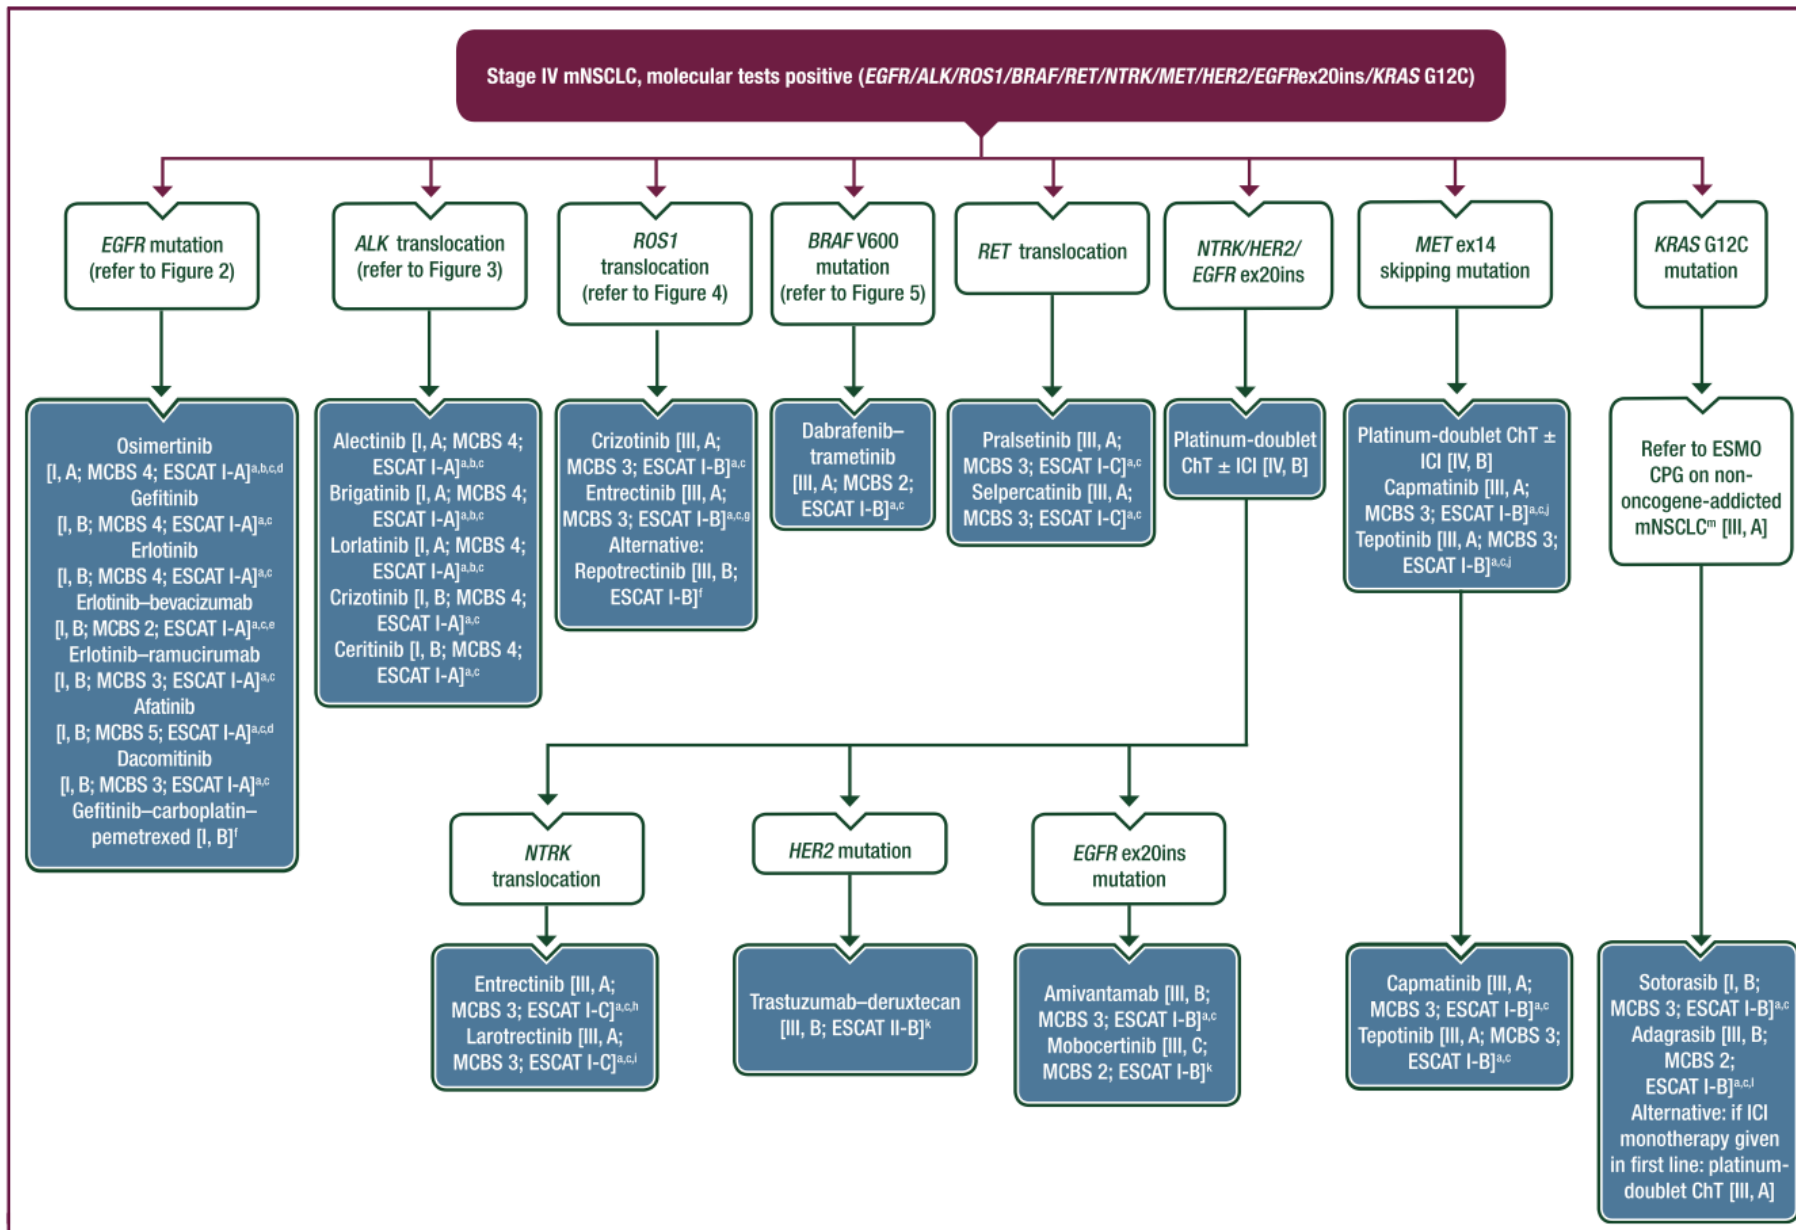 Stage IV mNSCLC, molecular tests positive (EGFR/ALK/ROS1/BRAF/RET/NTRK/MET/HER2/EGFRex20ins/KRAS G12C)
EGFR mutation
(refer to Figure 2)
ALK translocation
(refer to Figure 3)
ROS1
translocation
(refer to Figure 4)
BRAF V600
mutation
(refer to Figure 5)
RET translocation
NTRK/HER2/
EGFR ex20ins
MET ex14
skipping mutation
KRAS G12C
mutation
Osimertinib
[I, A; MCBS 4; ESCAT I-A]a,b,c,d
Gefitinib
[I, B; MCBS 4; ESCAT I-A]a,c
Erlotinib
[I, B; MCBS 4; ESCAT I-A]a,c
Erlotinib–bevacizumab
[I, B; MCBS 2; ESCAT I-A]a,c,e
Erlotinib–ramucirumab
[I, B; MCBS 3; ESCAT I-A]a,c
Afatinib
[I, B; MCBS 5; ESCAT I-A]a,c,d
Dacomitinib
[I, B; MCBS 3; ESCAT I-A]a,c
Gefitinib–carboplatin–
pemetrexed [I, B]f
Alectinib [I, A; MCBS 4;
ESCAT I-A]a,b,c
Brigatinib [I, A; MCBS 4;
ESCAT I-A]a,b,c
Lorlatinib [I, A; MCBS 4;
ESCAT I-A]a,b,c
Crizotinib [I, B; MCBS 4;
ESCAT I-A]a,c
Ceritinib [I, B; MCBS 4;
ESCAT I-A]a,c
Crizotinib [III, A;
MCBS 3; ESCAT I-B]a,c
Entrectinib [III, A;
MCBS 3; ESCAT I-B]a,c,g
Alternative:
Repotrectinib [III, B;
ESCAT I-B]f
Dabrafenib–
trametinib
[III, A; MCBS 2;
ESCAT I-B]a,c
Pralsetinib [III, A;
MCBS 3; ESCAT I-C]a,c
Selpercatinib [III, A;
MCBS 3; ESCAT I-C]a,c
Platinum-doublet
ChT ± ICI [IV, B]
Platinum-doublet ChT ±
ICI [IV, B]
Capmatinib [III, A;
MCBS 3; ESCAT I-B]a,c,j
Tepotinib [III, A; MCBS 3;
ESCAT I-B]a,c,j
Refer to ESMO
CPG on non-
oncogene-addicted
mNSCLCm [III, A]
NTRK
translocation
HER2 mutation
EGFR ex20ins
mutation
Entrectinib [III, A;
MCBS 3; ESCAT I-C]a,c,h
Larotrectinib [III, A;
MCBS 3; ESCAT I-C]a,c,i
Trastuzumab–deruxtecan
[III, B; ESCAT II-B]k
Amivantamab [III, B;
MCBS 3; ESCAT I-B]a,c
Mobocertinib [III, C;
MCBS 2; ESCAT I-B]k
Capmatinib [III, A;
MCBS 3; ESCAT I-B]a,c
Tepotinib [III, A; MCBS 3;
ESCAT I-B]a,c
Sotorasib [I, B;
MCBS 3; ESCAT I-B]a,c
Adagrasib [III, B;
MCBS 2;
ESCAT I-B]a,c,l
Alternative: if ICI
monotherapy given
in first line: platinum-
doublet ChT [III, A]